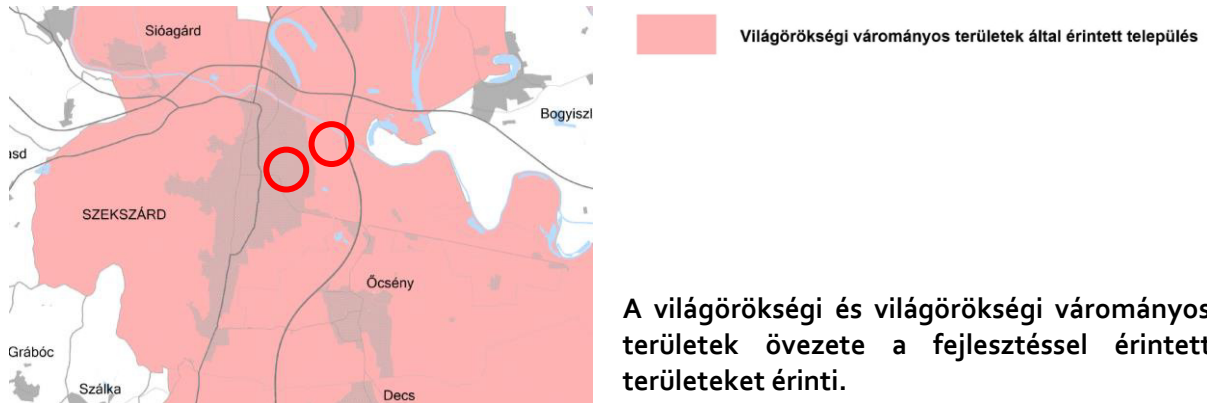 Sióagárd
Bogyiszl
asd
SZEKSZÁRD
Őcsény
Grábóc
Szálka
Decs
Világörökségi várományos területek által érintett település
A világörökségi és világörökségi várományos
területek övezete a fejlesztéssel érintett
területeket érinti.